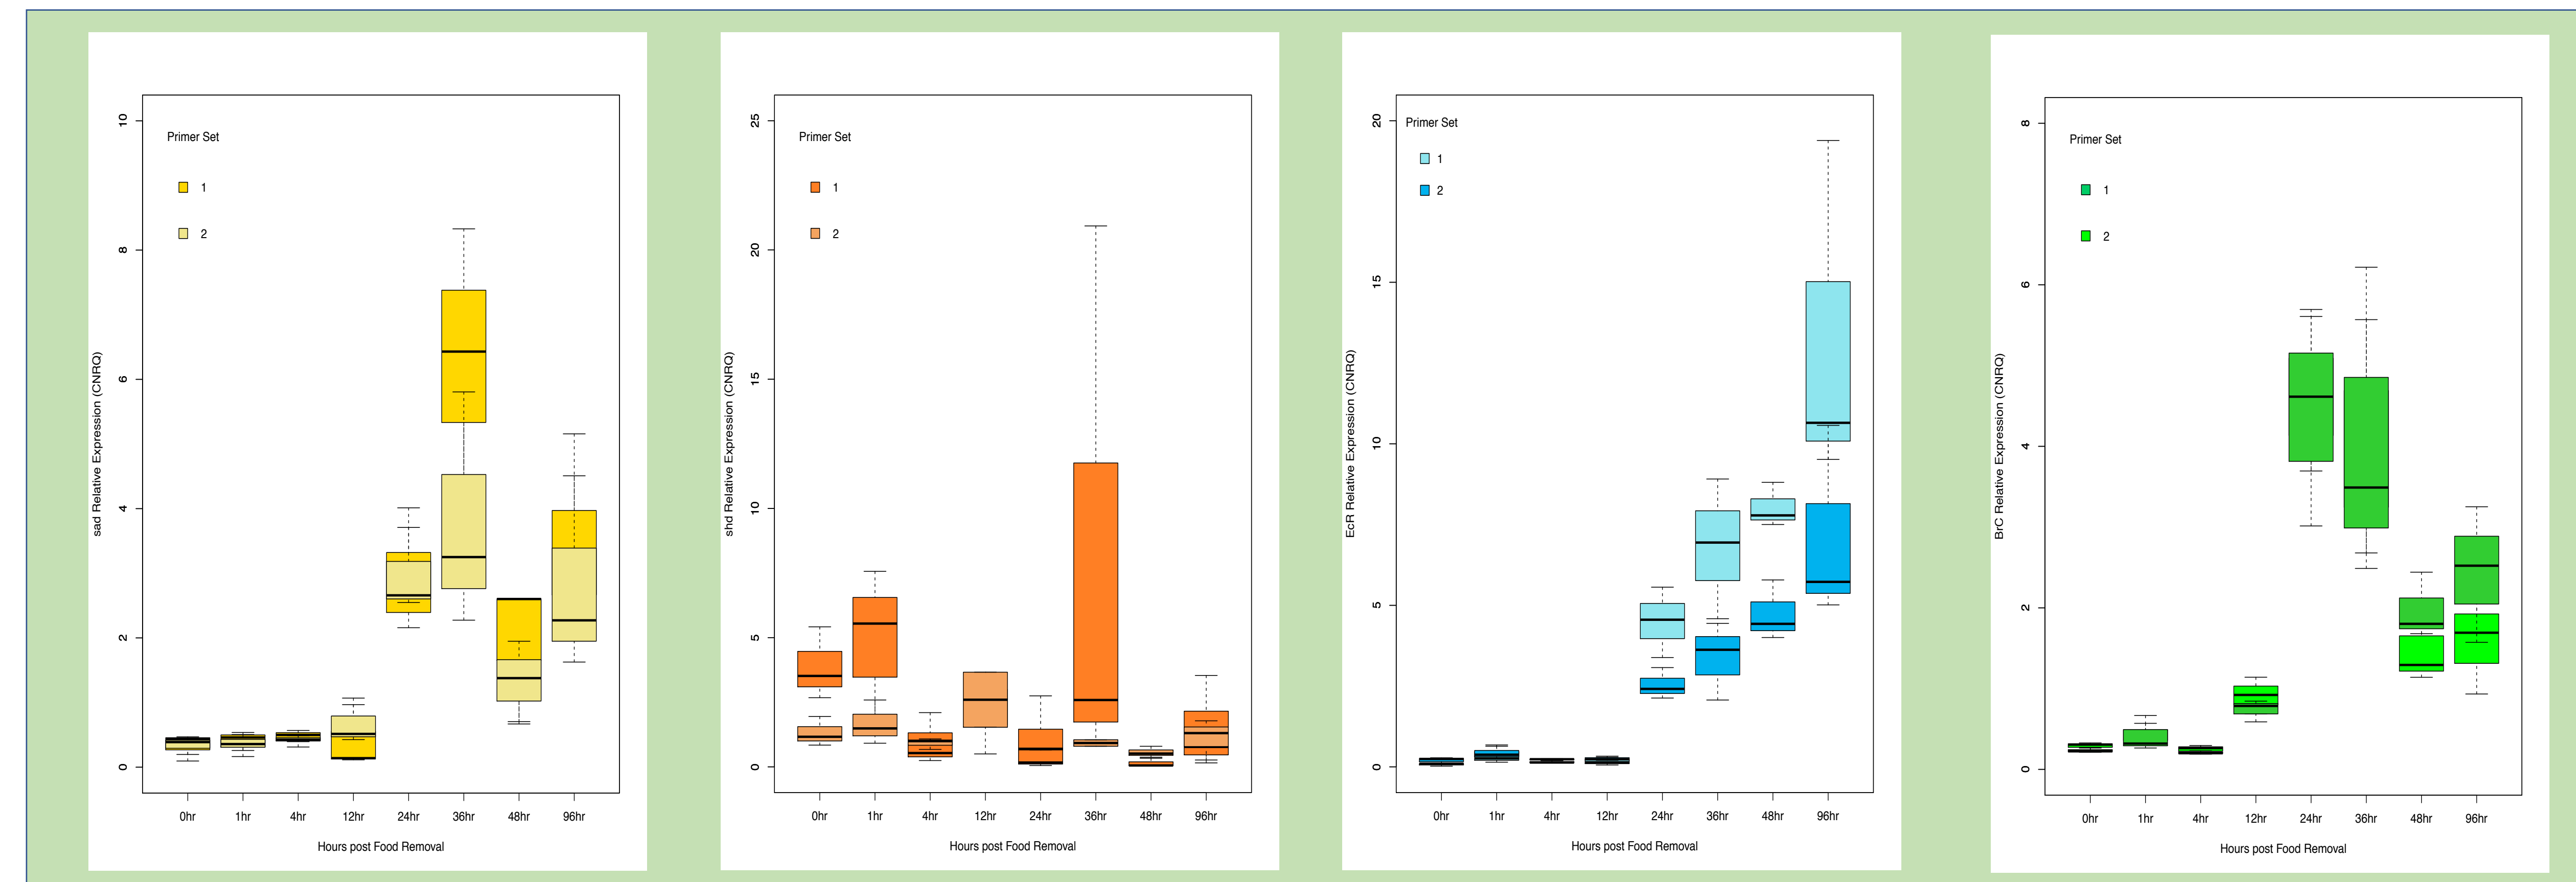 Primer Set
1
2
sad Relative Expression (CNRQ)
0
2
4
6
8
10
0hr 1hr 4hr 12hr 24hr 36hr 48hr 96hr
Hours post Food Removal
Primer Set
1
2
shd Relative Expression (CNRQ)
0
5
10
15
20
25
0hr 1hr 4hr 12hr 24hr 36hr 48hr 96hr
Hours post Food Removal
Primer Set
1
2
EcR Relative Expression (CNRQ)
0
5
10
15
20
0hr 1hr 4hr 12hr 24hr 36hr 48hr 96hr
Hours post Food Removal
Primer Set
1
2
BrC Relative Expression (CNRQ)
0
2
4
6
8
0hr 1hr 4hr 12hr 24hr 36hr 48hr 96hr
Hours post Food Removal